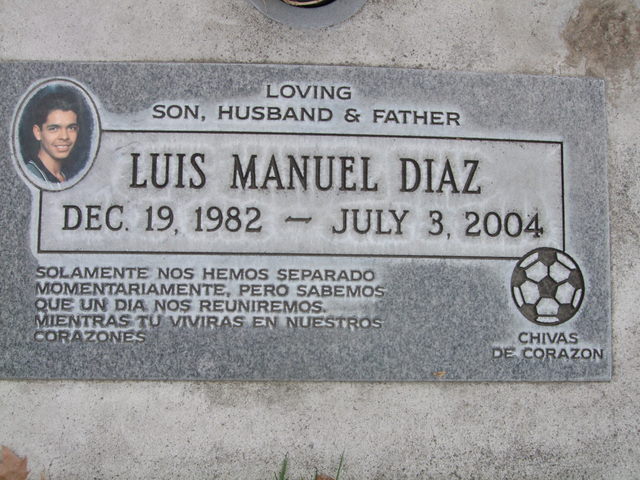 LOVING
SON, HUSBAND & FATHER
LUIS MANUEL DIAZ
DEC. 19, 1982 — JULY 3, 2004
SOLAMENTE NOS HEMOS SEPARADO
MOMENTARIAMENTE, PERO SABEMOS
QUE UN DIA NOS REUNIREMOS.
MIENTRAS TU VIVIRAS EN NUESTROS
CORAZONES
CHIVAS
DE CORAZON